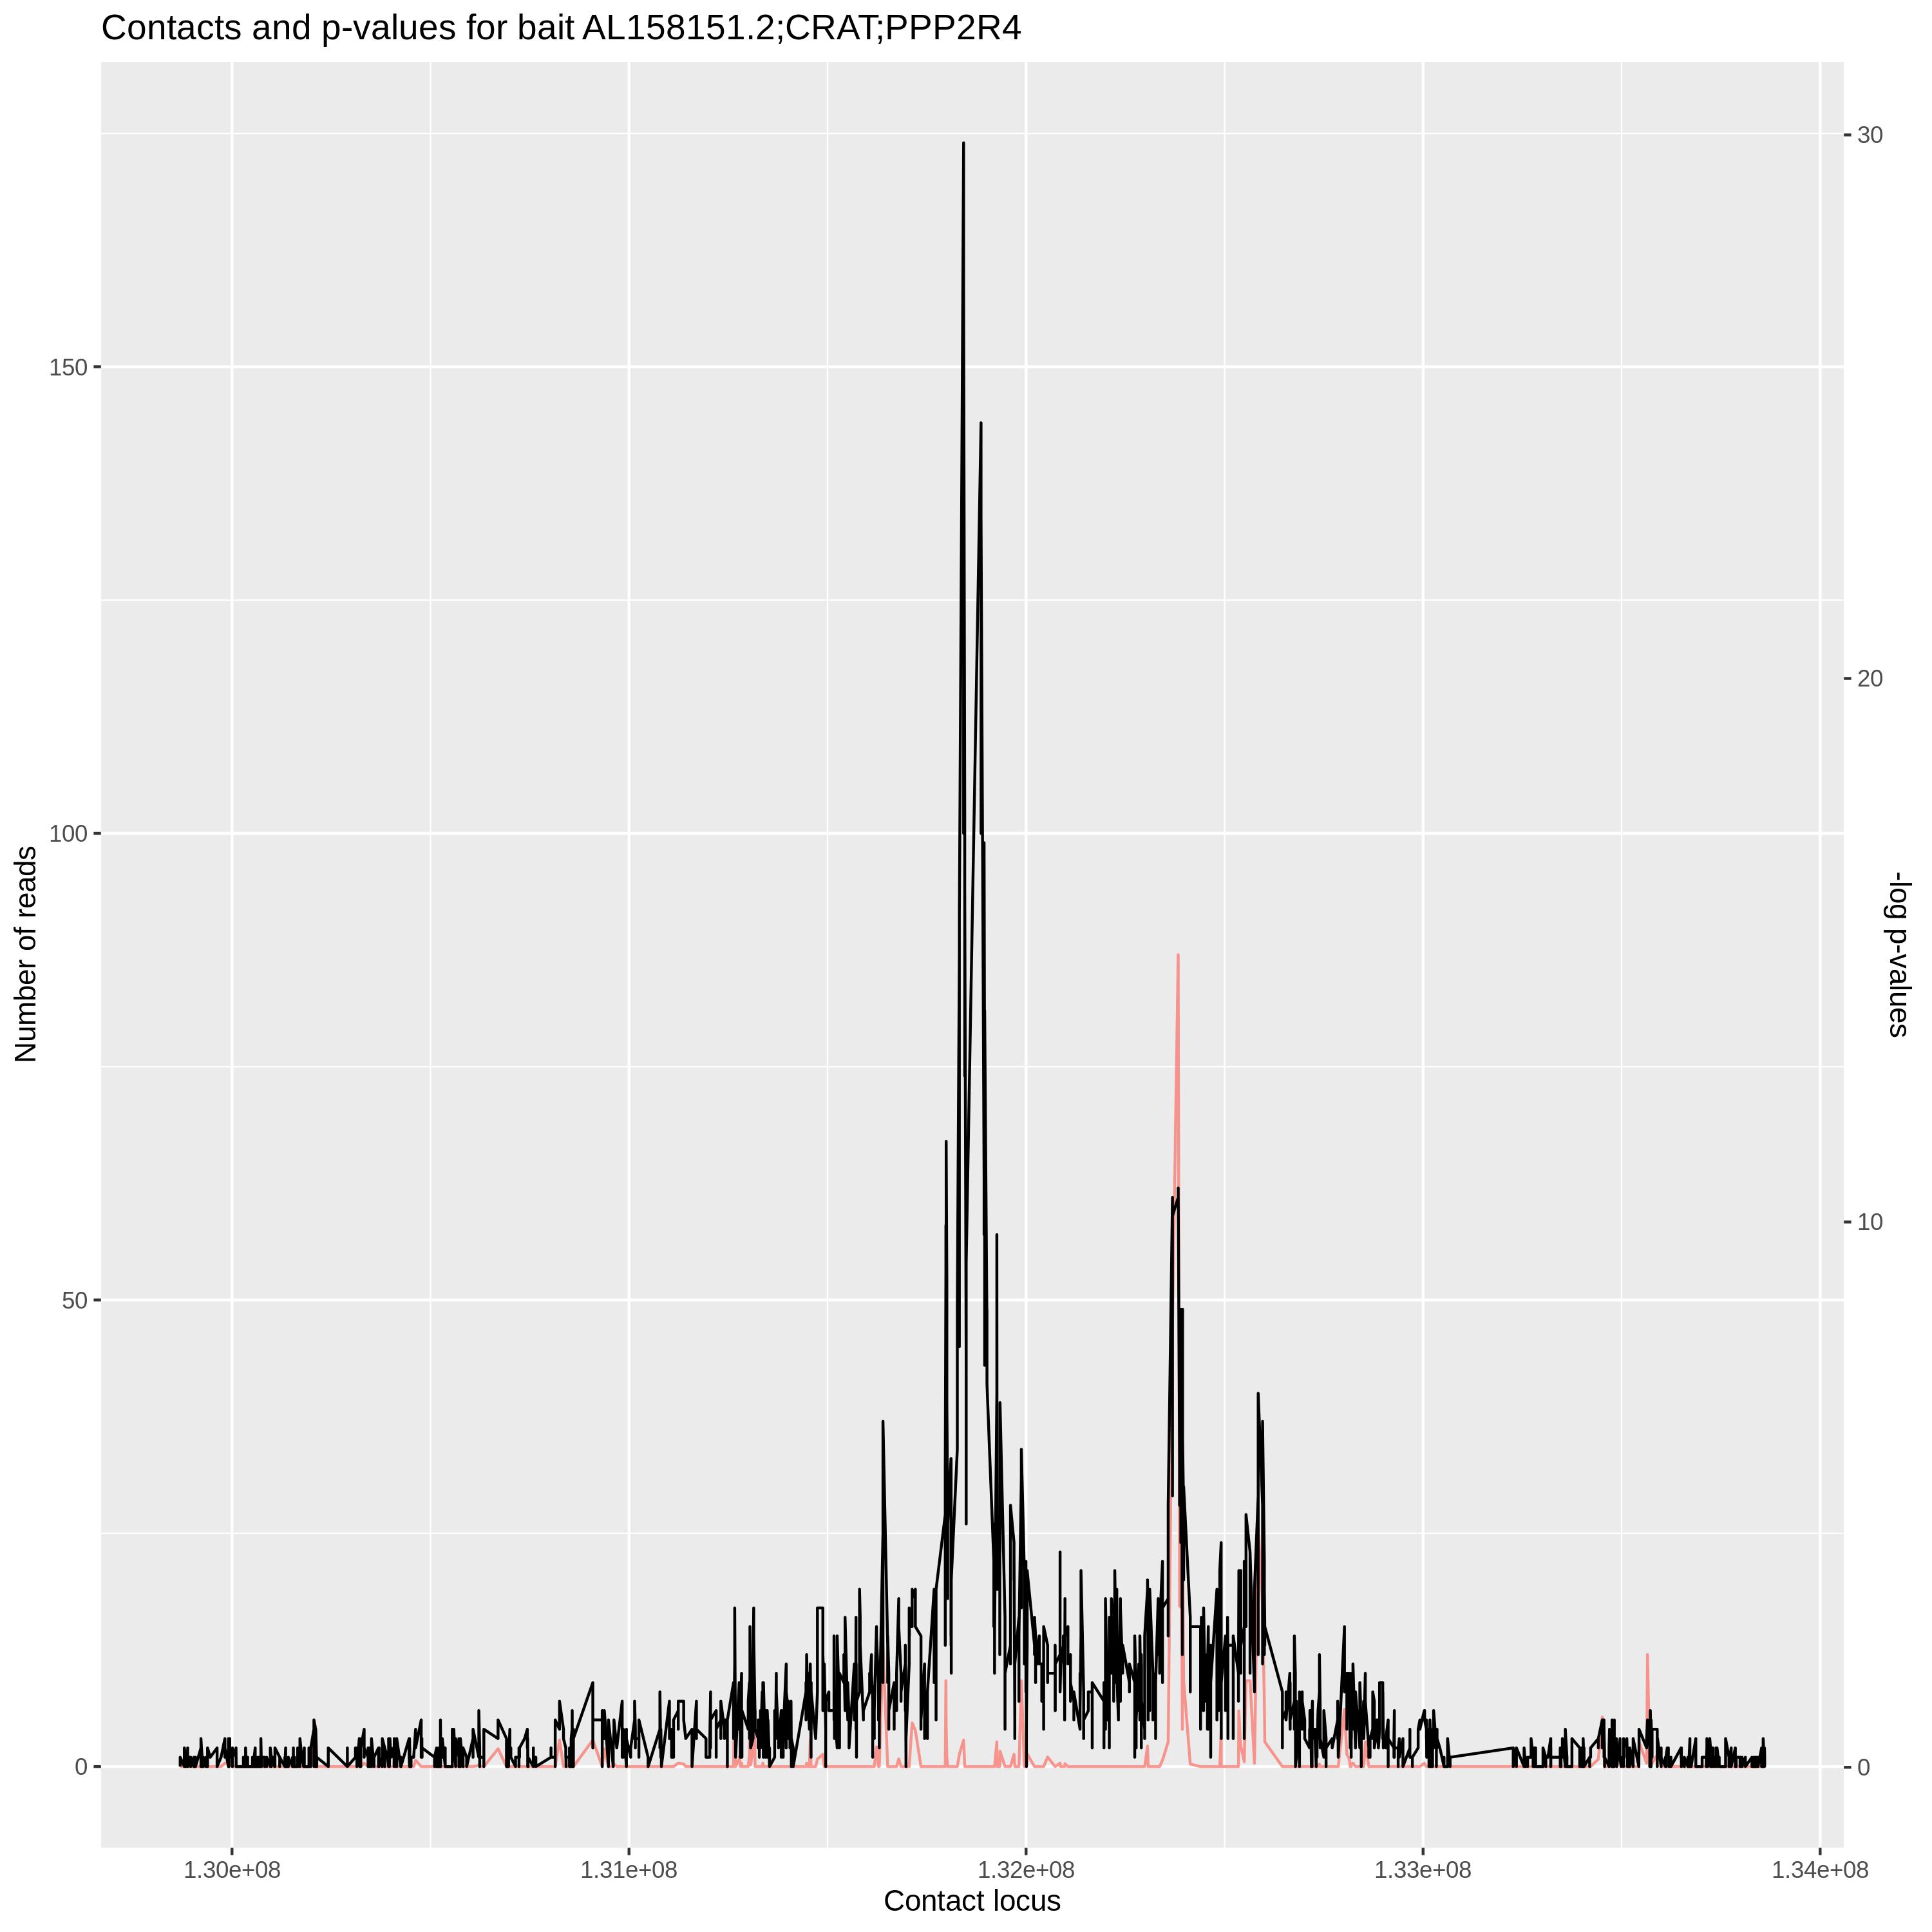 Contacts and p-values for bait AL158151.2;CRAT;PPP2R4
Number of reads
150
100
50
0
30
20
10
0
-log p-values
1.30e+08
1.31e+08
1.32e+08
1.33e+08
1.34e+08
Contact locus